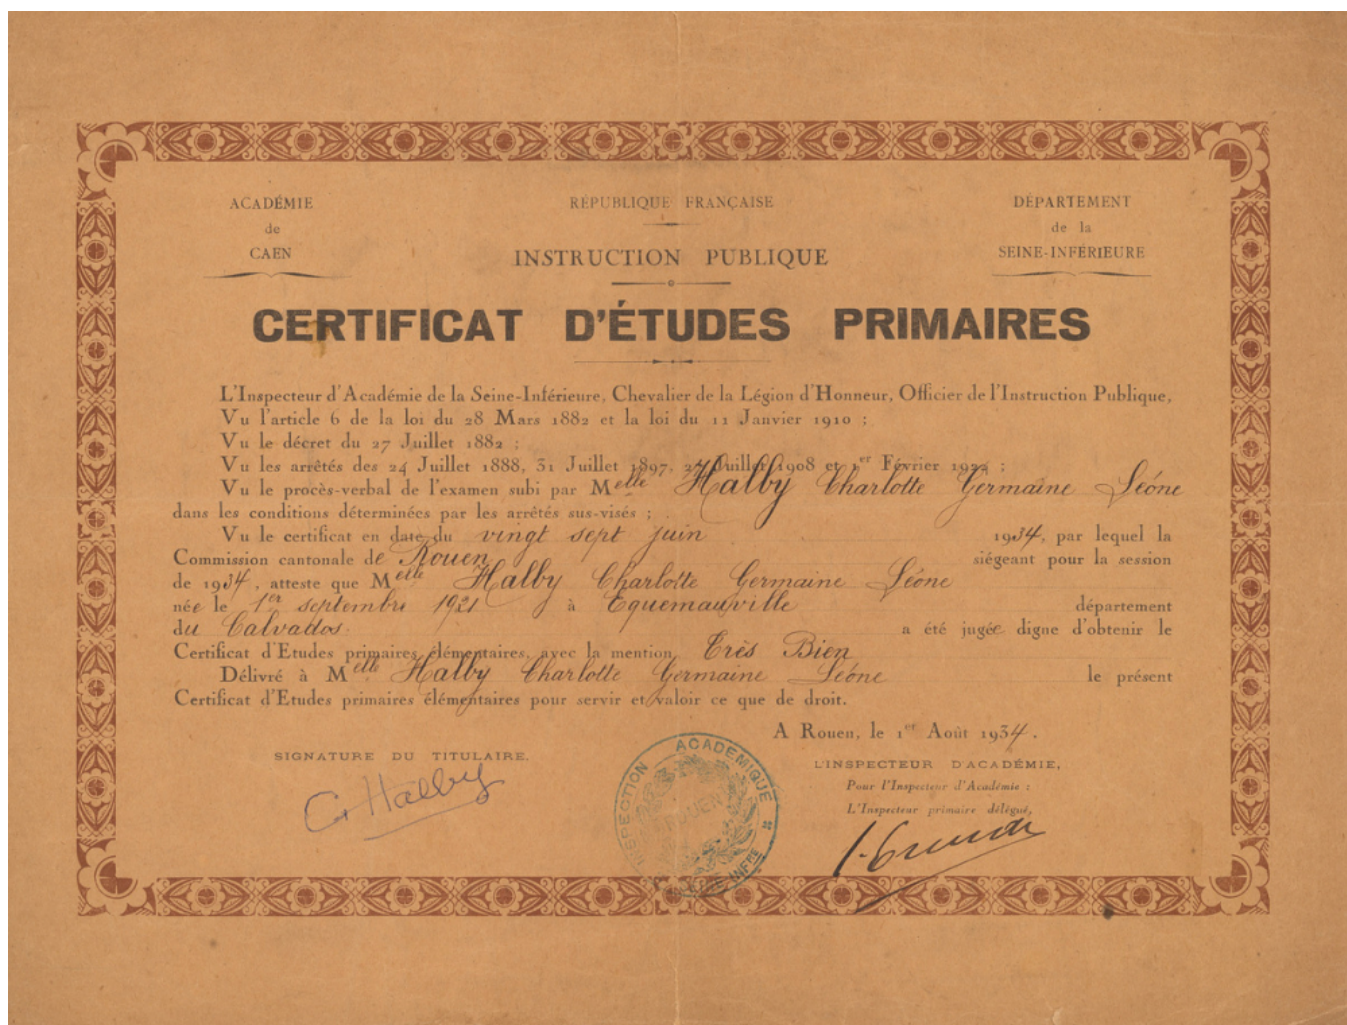 ACADÉMIE
de
CAEN
RÉPUBLIQUE FRANÇAISE
INSTRUCTION PUBLIQUE
DÉPARTEMENT
de la
SEINE-INFÉRIEURE
CERTIFICAT D'ÉTUDES PRIMAIRES
L'Inspecteur d'Académie de la Seine-Inférieure, Chevalier de la Légion d'Honneur, Officier de l'Instruction Publique,
Vu l'article 6 de la loi du 28 Mars 1882 et la loi du 11 Janvier 1910 ;
Vu le décret du 27 Juillet 1882 ;
Vu les arrêtés des 24 Juillet 1888, 31 Juillet 1897, 27 Juillet 1908 et 1er Février 1924 ;
Vu le procès-verbal de l'examen subi par Melle Halby Charlotte Germaine Léone
dans les conditions déterminées par les arrêtés sus-visés ;
Vu le certificat en date du vingt sept juin 1934, par lequel la
Commission cantonale de Rouen siégeant pour la session
de 1934, atteste que Melle Halby Charlotte Germaine Léone
née le 1er septembre 1921 à Equemauville département
du Calvados. a été jugée digne d'obtenir le
Certificat d'Etudes primaires élémentaires, avec la mention Très Bien
Délivré à Melle Halby Charlotte Germaine Léone le présent
Certificat d'Etudes primaires élémentaires pour servir et valoir ce que de droit.
A Rouen, le 1er Août 1934.
SIGNATURE DU TITULAIRE,
C. Halby
INSPECTION ACADEMIQUE
ROUEN
INFRE
L'INSPECTEUR D'ACADÉMIE,
Pour l'Inspecteur d'Académie :
L'Inspecteur primaire délégué,